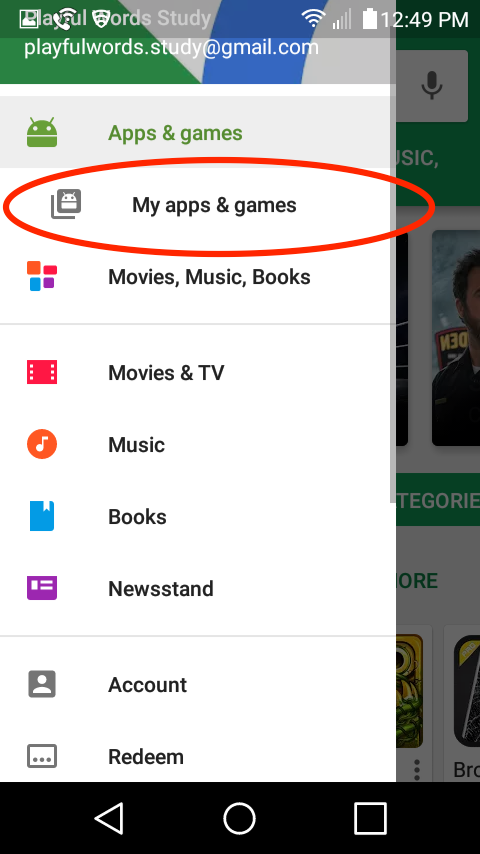 Playful Words Study
12:49 PM
playfulwords.study@gmail.com
Apps & games
USIC,
My apps & games
Movies, Music, Books
Movies & TV
Music
Books
TEGORIE
Newsstand
ORE
Account
Redeem
Bro